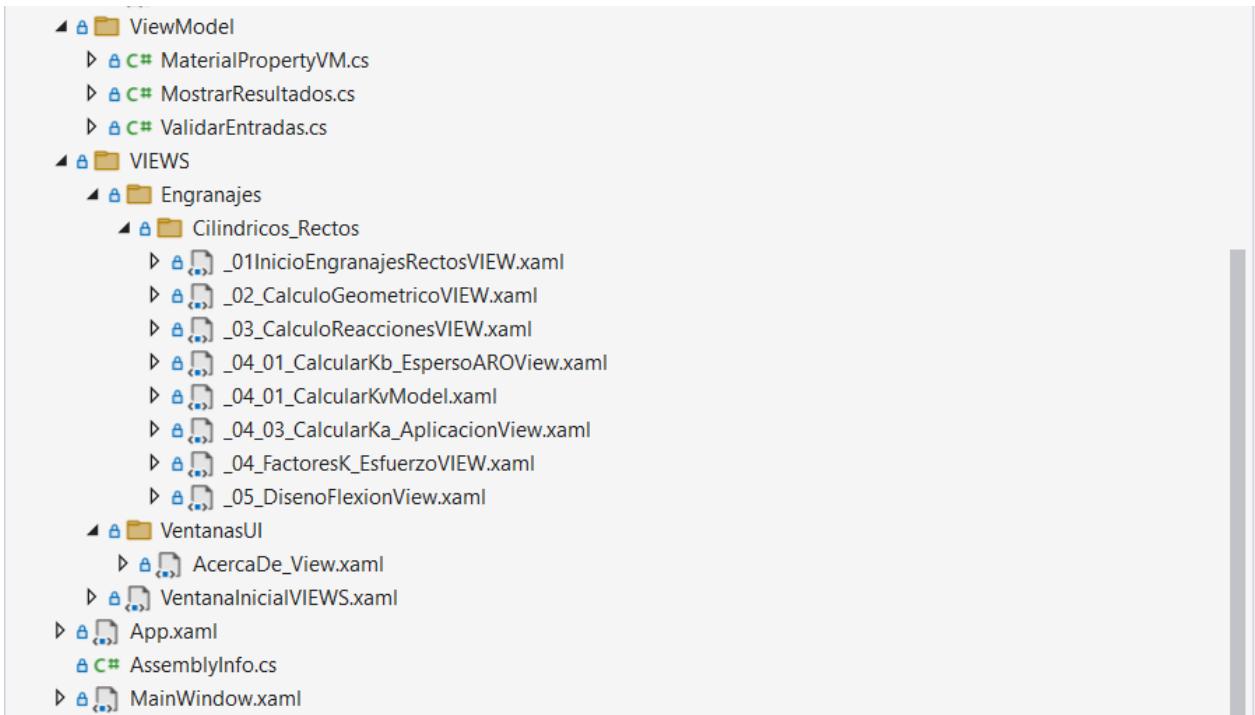 ViewModel
C# MaterialPropertyVM.cs
C# MostrarResultados.cs
C# ValidarEntradas.cs
VIEWS
Engranajes
Cilindricos_Rectos
_01InicioEngranajesRectosVIEW.xaml
_02_CalculoGeometricoVIEW.xaml
_03_CalculoReaccionesVIEW.xaml
_04_01_CalcularKb_EspersoAROView.xaml
_04_01_CalcularKvModel.xaml
_04_03_CalcularKa_AplicacionView.xaml
_04_FactoresK_EsfuerzoVIEW.xaml
_05_DisenoFlexionView.xaml
VentanasUI
AcercaDe_View.xaml
VentanaInicialVIEWS.xaml
App.xaml
C# AssemblyInfo.cs
MainWindow.xaml